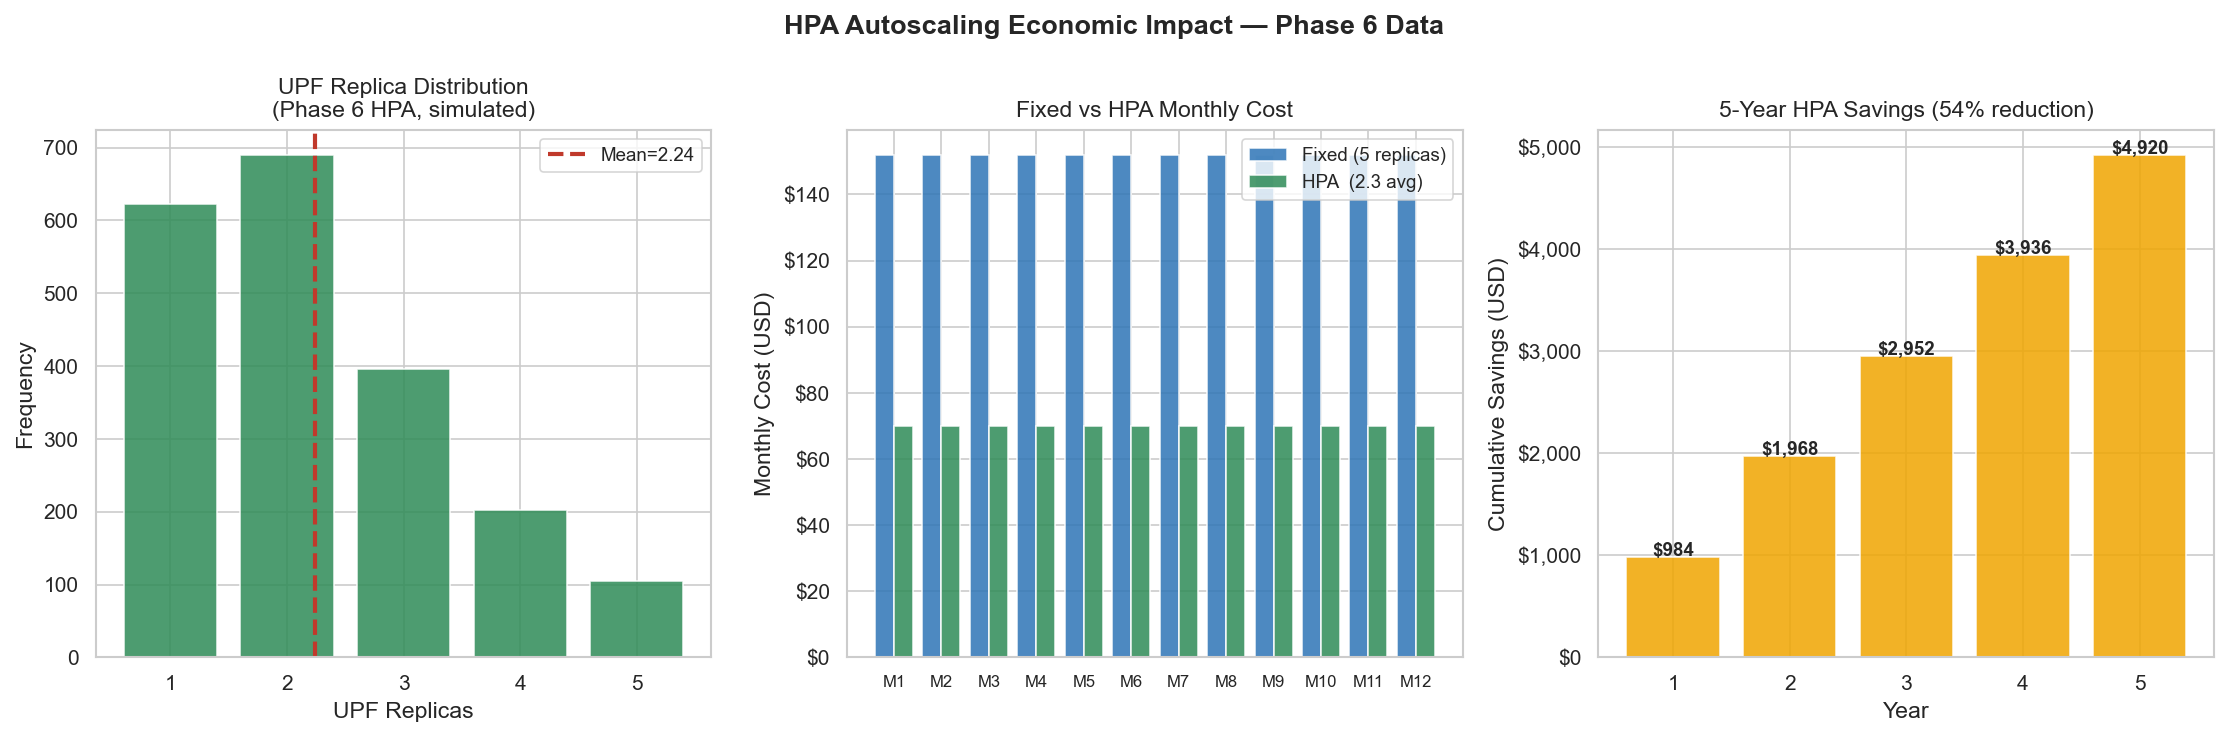 HPA Autoscaling Economic Impact — Phase 6 Data
UPF Replica Distribution
(Phase 6 HPA, simulated)
Mean=2.24
Frequency
700
600
500
400
300
200
100
0
1 2 3 4 5
UPF Replicas
Fixed vs HPA Monthly Cost
Fixed (5 replicas)
HPA  (2.3 avg)
Monthly Cost (USD)
$140
$120
$100
$80
$60
$40
$20
$0
M1 M2 M3 M4 M5 M6 M7 M8 M9 M10 M11 M12
5-Year HPA Savings (54% reduction)
Cumulative Savings (USD)
$5,000
$4,000
$3,000
$2,000
$1,000
$0
$984
$1,968
$2,952
$3,936
$4,920
1 2 3 4 5
Year